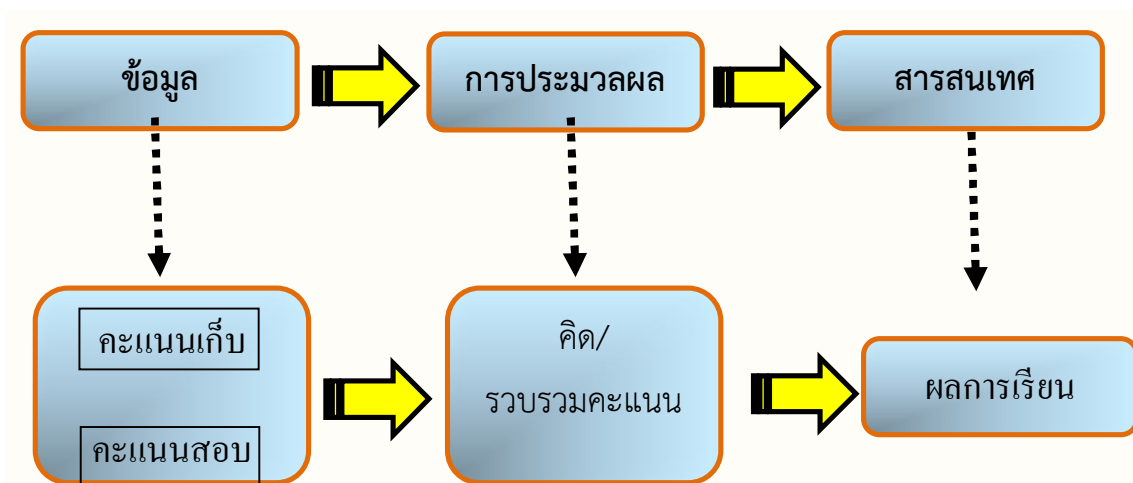 ข้อมูล
การประมวลผล
สารสนเทศ
คะแนนเก็บ
คะแนนสอบ
คิด/
รวบรวมคะแนน
ผลการเรียน